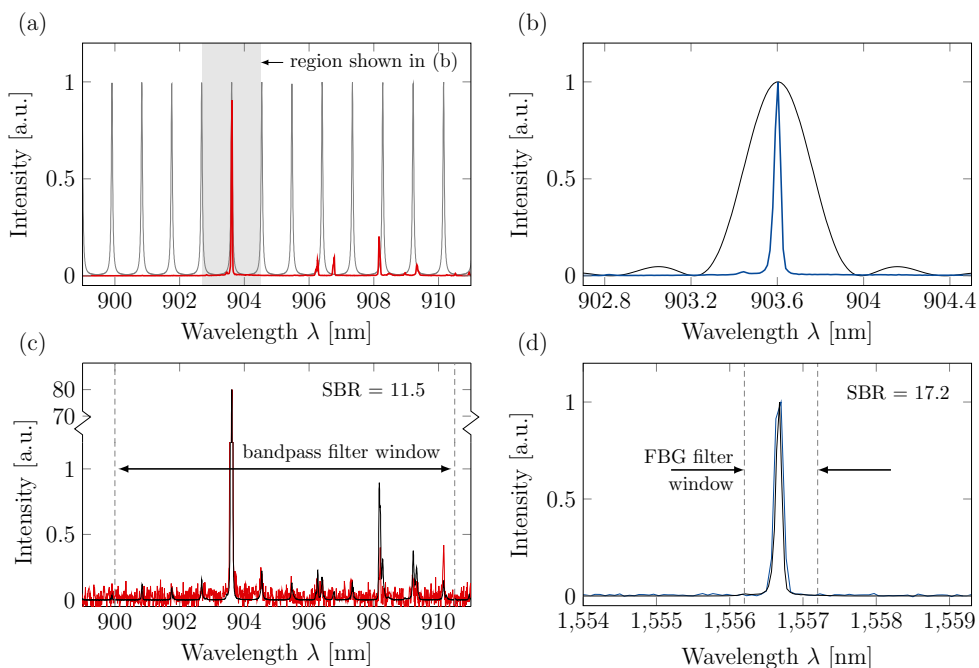 (a)
Intensity [a.u.]
1
0.5
0
region shown in (b)
900 902 904 906 908 910
Wavelength λ [nm]
(b)
Intensity [a.u.]
1
0.5
0
902.8 903.2 903.6 904 904.4
Wavelength λ [nm]
(c)
Intensity [a.u.]
80
70
1
0.5
0
SBR = 11.5
bandpass filter window
900 902 904 906 908 910
Wavelength λ [nm]
(d)
Intensity [a.u.]
1
0.5
0
SBR = 17.2
FBG filter
window
1,554 1,555 1,556 1,557 1,558 1,559
Wavelength λ [nm]